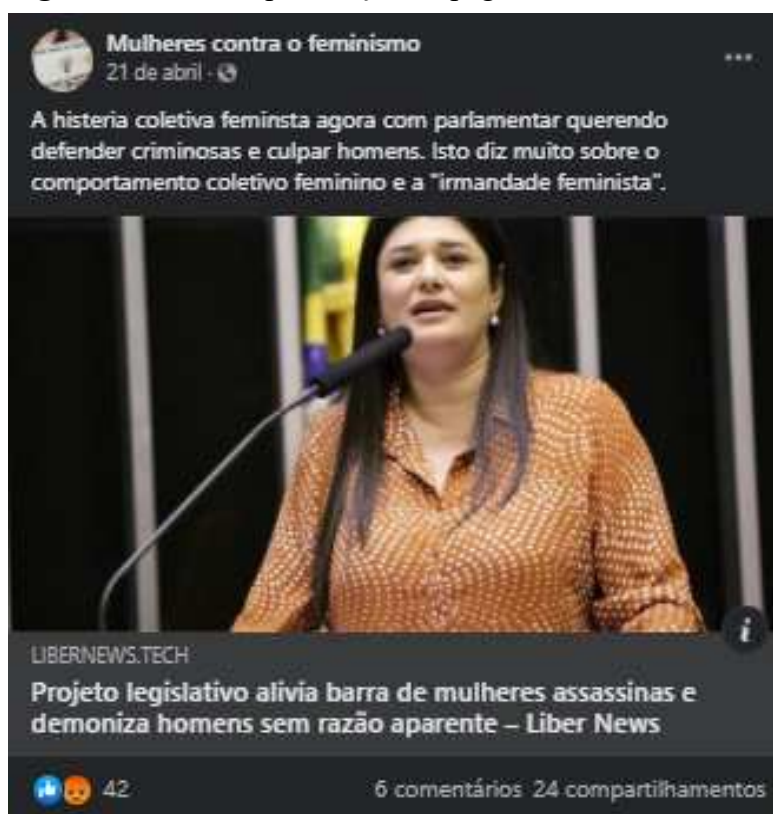 Mulheres contra o feminismo
21 de abril ·
A histeria coletiva feminsta agora com parlamentar querendo
defender criminosas e culpar homens. Isto diz muito sobre o
comportamento coletivo feminino e a "irmandade feminista".
LIBERNEWS.TECH
Projeto legislativo alivia barra de mulheres assassinas e
demoniza homens sem razão aparente – Liber News
42
6 comentários 24 compartilhamentos